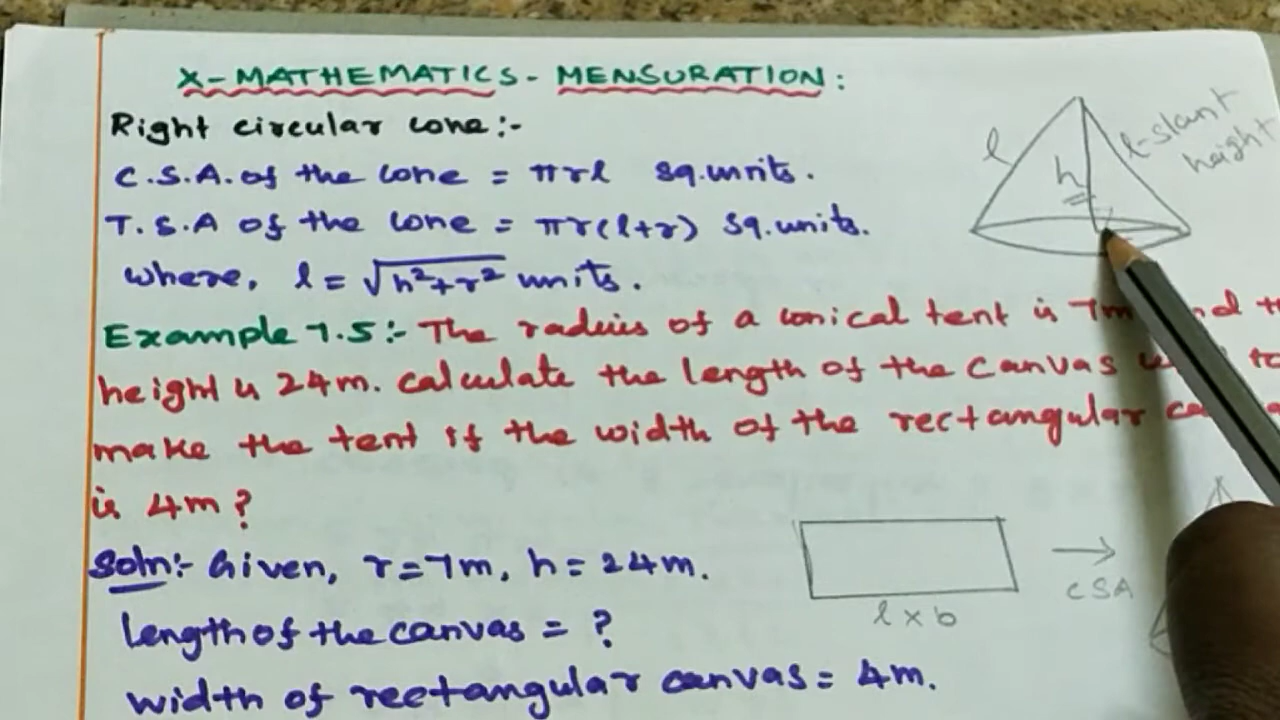 X-MATHEMATICS- MENSURATION:
Right circular cone:-
C.S.A. of the cone = πrl sq.units.
T.S.A of the cone = πr(l+r) sq.units.
where, l = √h²+r² units.
l
h
l-slant
height
Example 7.5:- The radius of a conical tent is 7m
height is 24m. calculate the length of the canvas
make the tent if the width of the rectangular
is 4m?
Soln:- Given, r=7m, h=24m.
length of the canvas = ?
width of rectangular canvas = 4m.
l x b
CSA